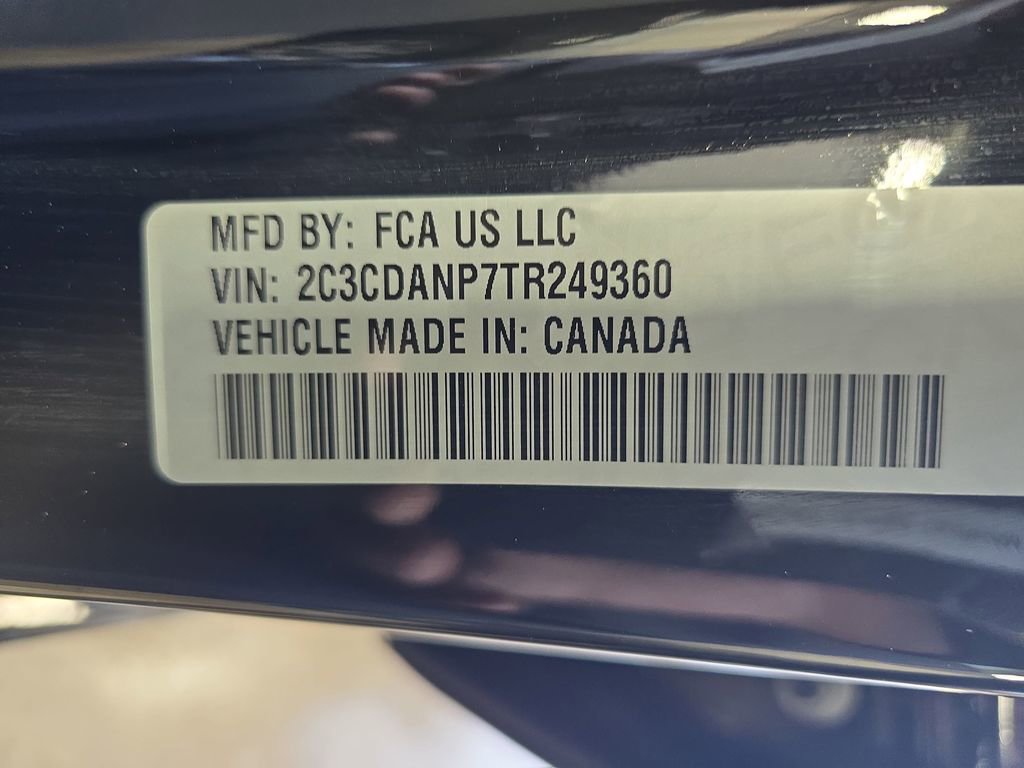 MFD BY: FCA US LLC
VIN: 2C3CDANP7TR249360
VEHICLE MADE IN: CANADA